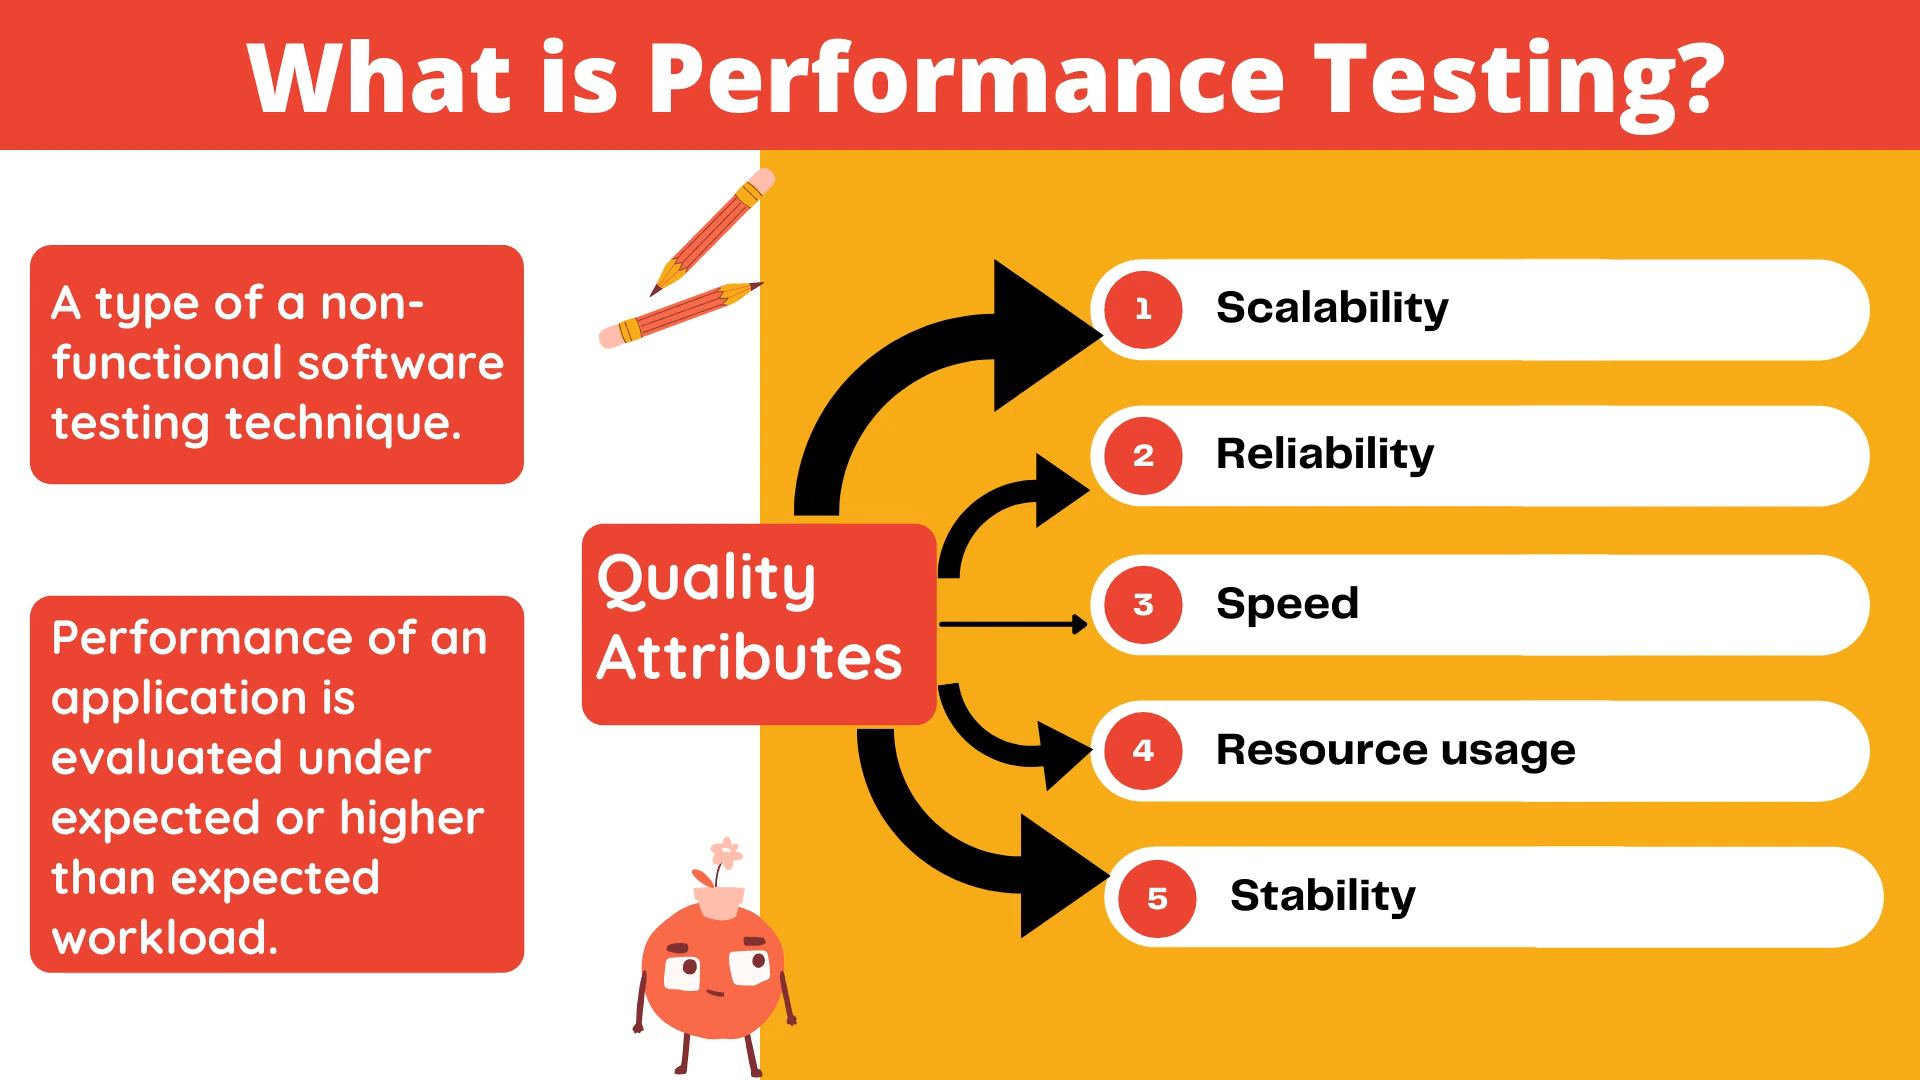 What is Performance Testing?
A type of a non-
functional software
testing technique.
Performance of an
application is
evaluated under
expected or higher
than expected
workload.
Quality
Attributes
1 Scalability
2 Reliability
3 Speed
4 Resource usage
5 Stability